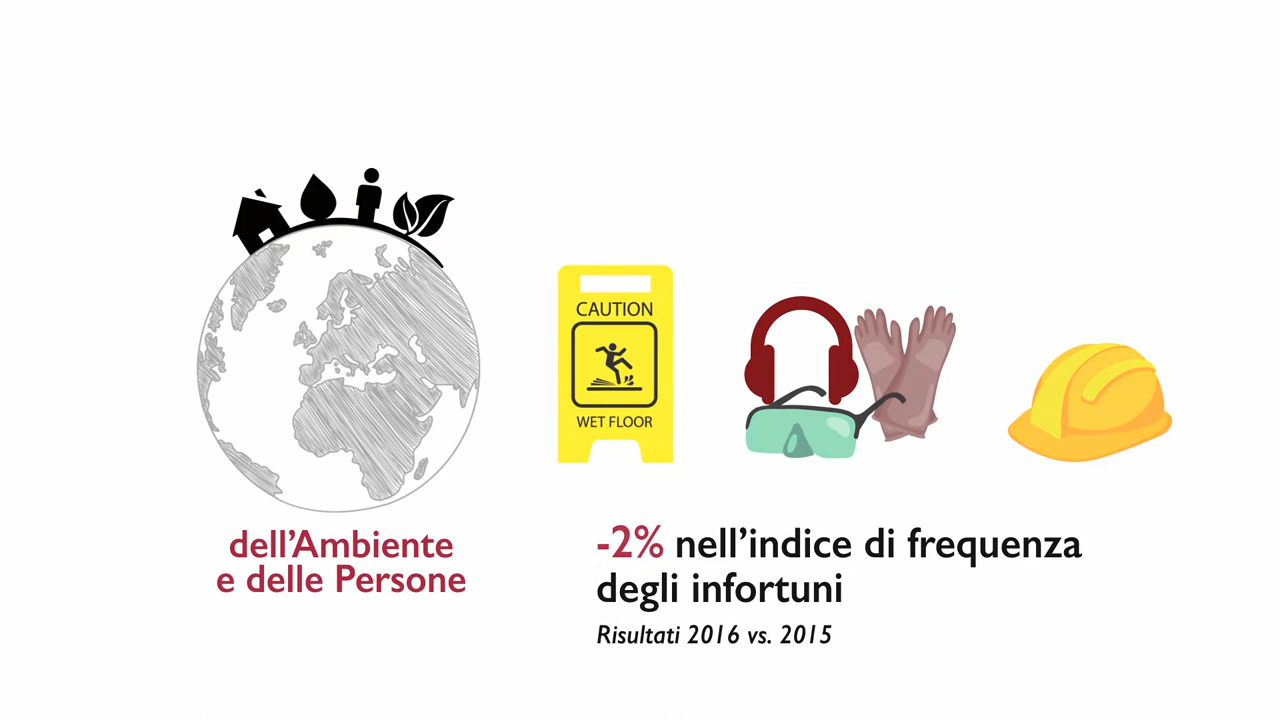 CAUTION
WET FLOOR
dell’Ambiente
e delle Persone
-2% nell’indice di frequenza
degli infortuni
Risultati 2016 vs. 2015